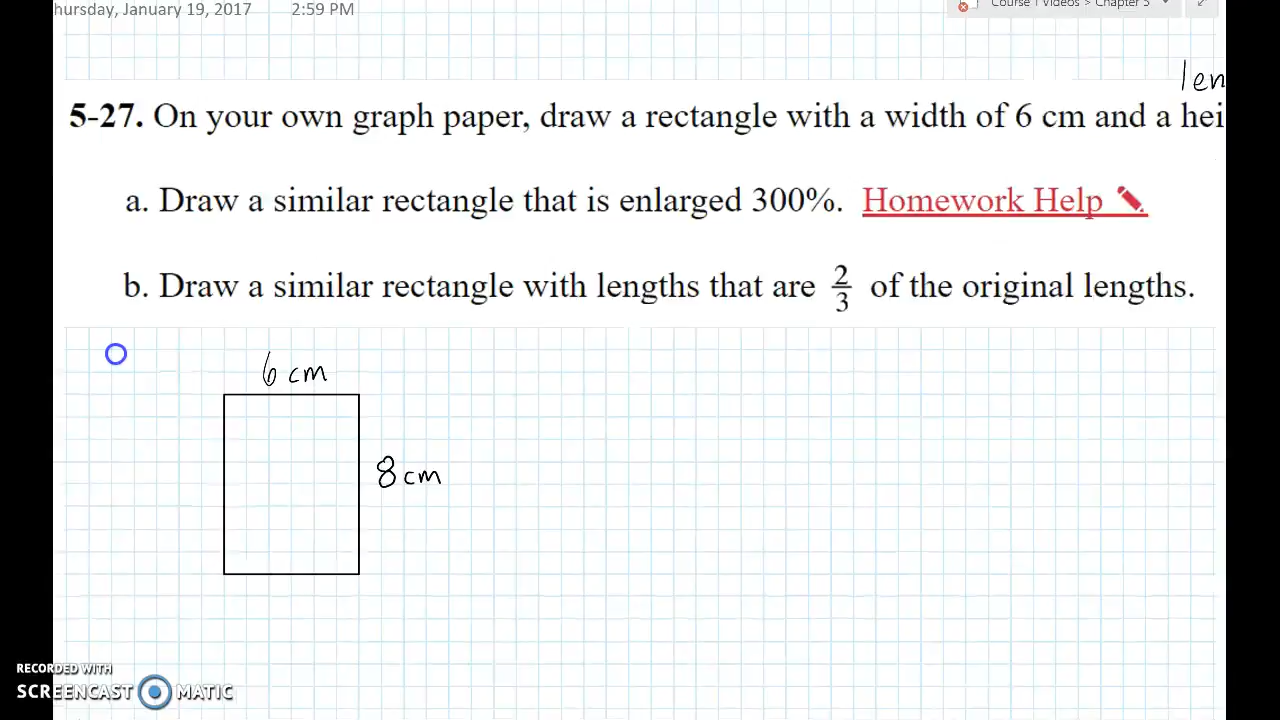 hursday, January 19, 2017 2:59 PM
Course 1 Videos > Chapter 5
len
5-27. On your own graph paper, draw a rectangle with a width of 6 cm and a hei
a. Draw a similar rectangle that is enlarged 300%. Homework Help
b. Draw a similar rectangle with lengths that are 2/3 of the original lengths.
6 cm
8 cm
RECORDED WITH
SCREENCAST MATIC